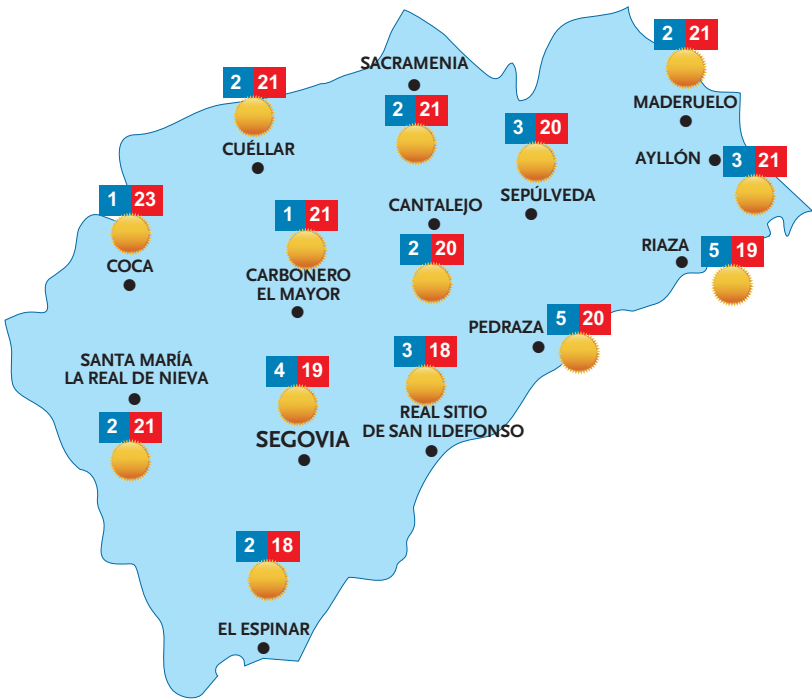 2 21
MADERUELO
SACRAMENIA
2 21
2 21
CUÉLLAR
3 20
SEPÚLVEDA
AYLLÓN
3 21
1 23
COCA
1 21
CARBONERO
EL MAYOR
CANTALEJO
2 20
RIAZA
5 19
PEDRAZA
5 20
SANTA MARÍA
LA REAL DE NIEVA
2 21
4 19
SEGOVIA
3 18
REAL SITIO
DE SAN ILDEFONSO
2 18
EL ESPINAR